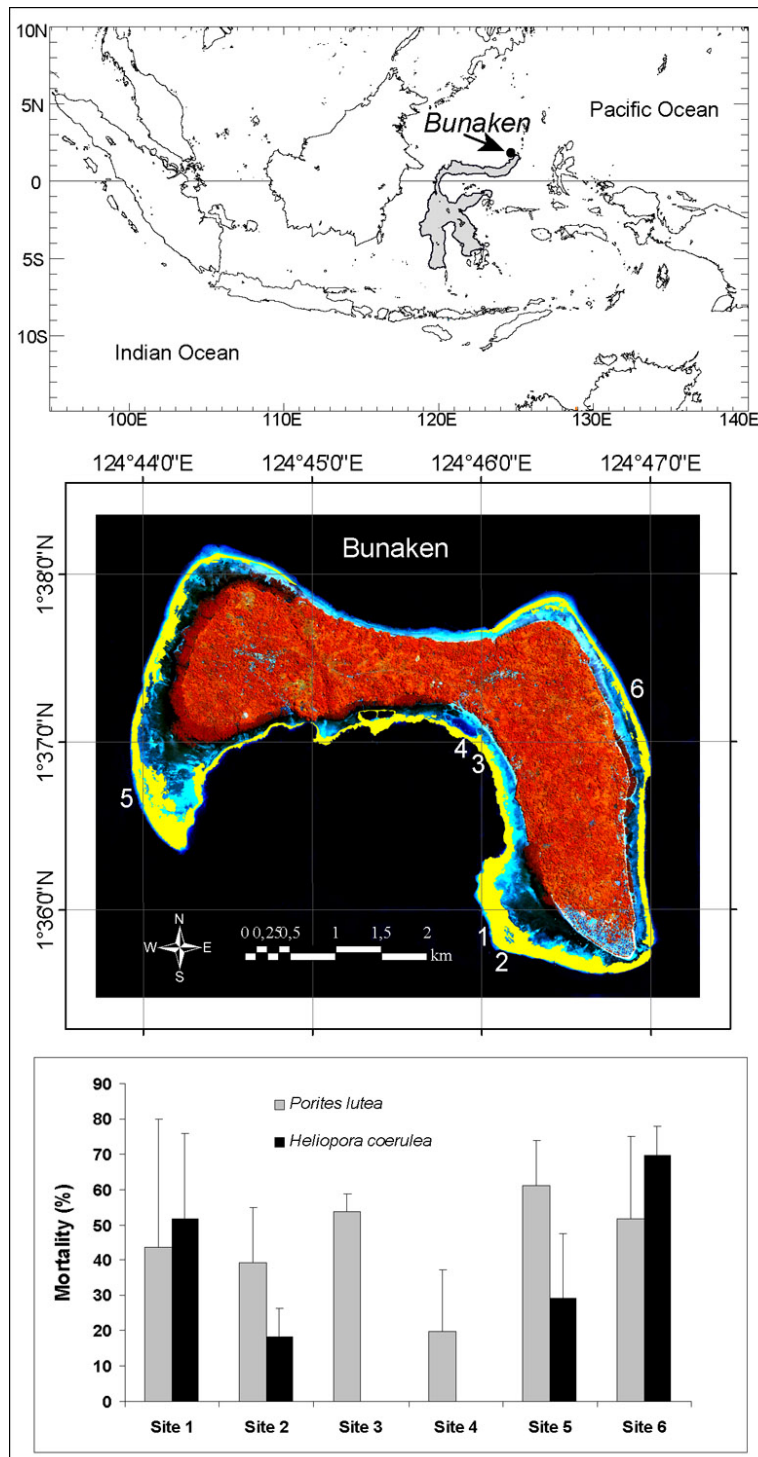 10N
5N
0
5S
10S
Pacific Ocean
Bunaken
Indian Ocean
100E 110E 120E 130E 140E
124°44'0"E 124°45'0"E 124°46'0"E 124°47'0"E
Bunaken
1°38'0"N
1°37'0"N
1°36'0"N
6
4
3
5
1
2
N
W E
S
0 0,25 0,5 1 1,5 2
km
90
80
70
60
50
40
30
20
10
0
Mortality (%)
Porites lutea
Heliopora coerulea
Site 1 Site 2 Site 3 Site 4 Site 5 Site 6